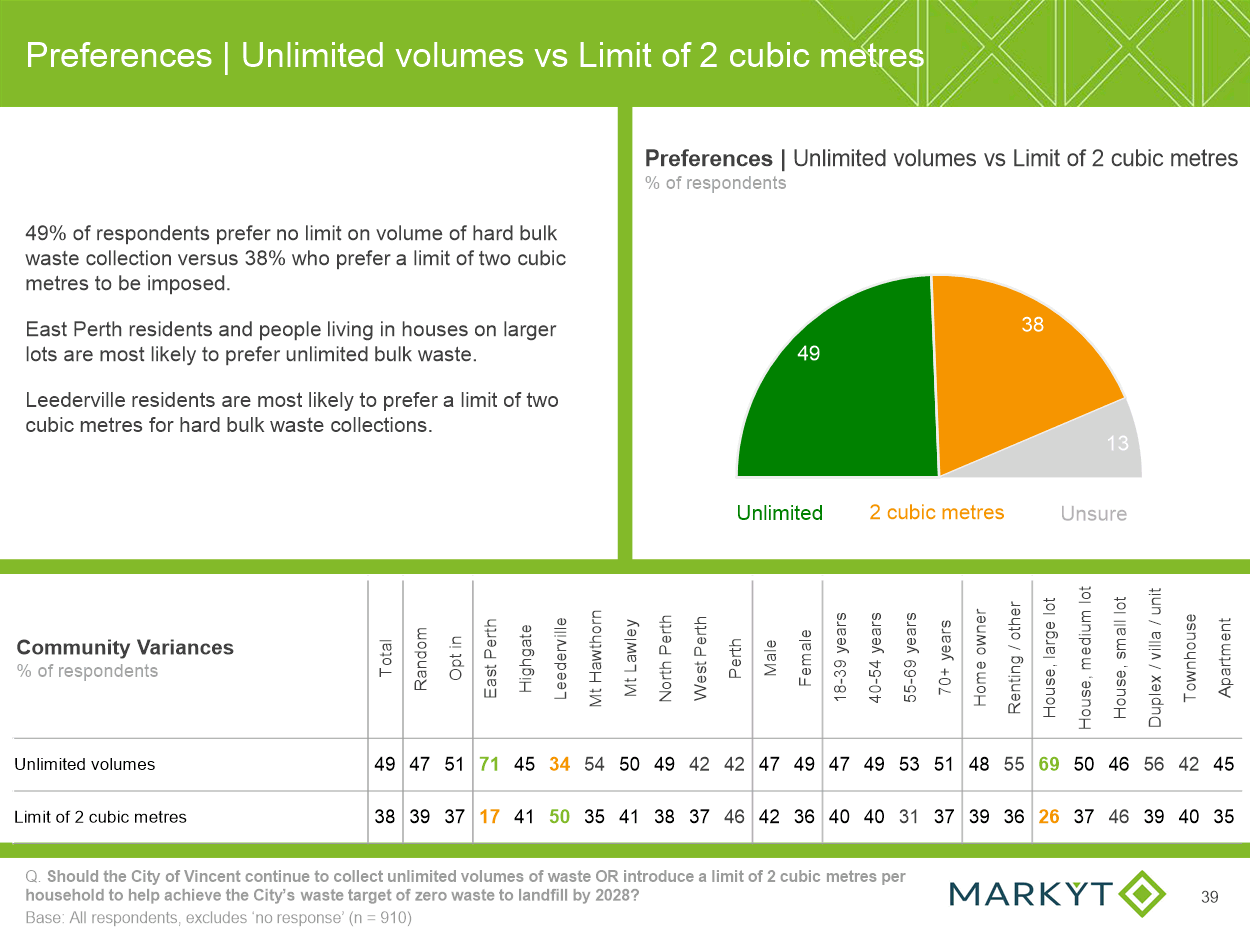 Preferences | Unlimited volumes vs Limit of 2 cubic metres
49% of respondents prefer no limit on volume of hard bulk
waste collection versus 38% who prefer a limit of two cubic
metres to be imposed.
East Perth residents and people living in houses on larger
lots are most likely to prefer unlimited bulk waste.
Leederville residents are most likely to prefer a limit of two
cubic metres for hard bulk waste collections.
Preferences | Unlimited volumes vs Limit of 2 cubic metres
% of respondents
49
38
13
Unlimited 2 cubic metres Unsure
Community Variances
% of respondents
Total
Random
Opt in
East Perth
Highgate
Leederville
Mt Hawthorn
Mt Lawley
North Perth
West Perth
Perth
Male
Female
18-39 years
40-54 years
55-69 years
70+ years
Home owner
Renting / other
House, large lot
House, medium lot
House, small lot
Duplex / villa / unit
Townhouse
Apartment
Unlimited volumes 49 47 51 71 45 34 54 50 49 42 42 47 49 47 49 53 51 48 55 69 50 46 56 42 45
Limit of 2 cubic metres 38 39 37 17 41 50 35 41 38 37 46 42 36 40 40 31 37 39 36 26 37 46 39 40 35
Q. Should the City of Vincent continue to collect unlimited volumes of waste OR introduce a limit of 2 cubic metres per
household to help achieve the City's waste target of zero waste to landfill by 2028?
Base: All respondents, excludes 'no response' (n = 910)
MARKYT
39